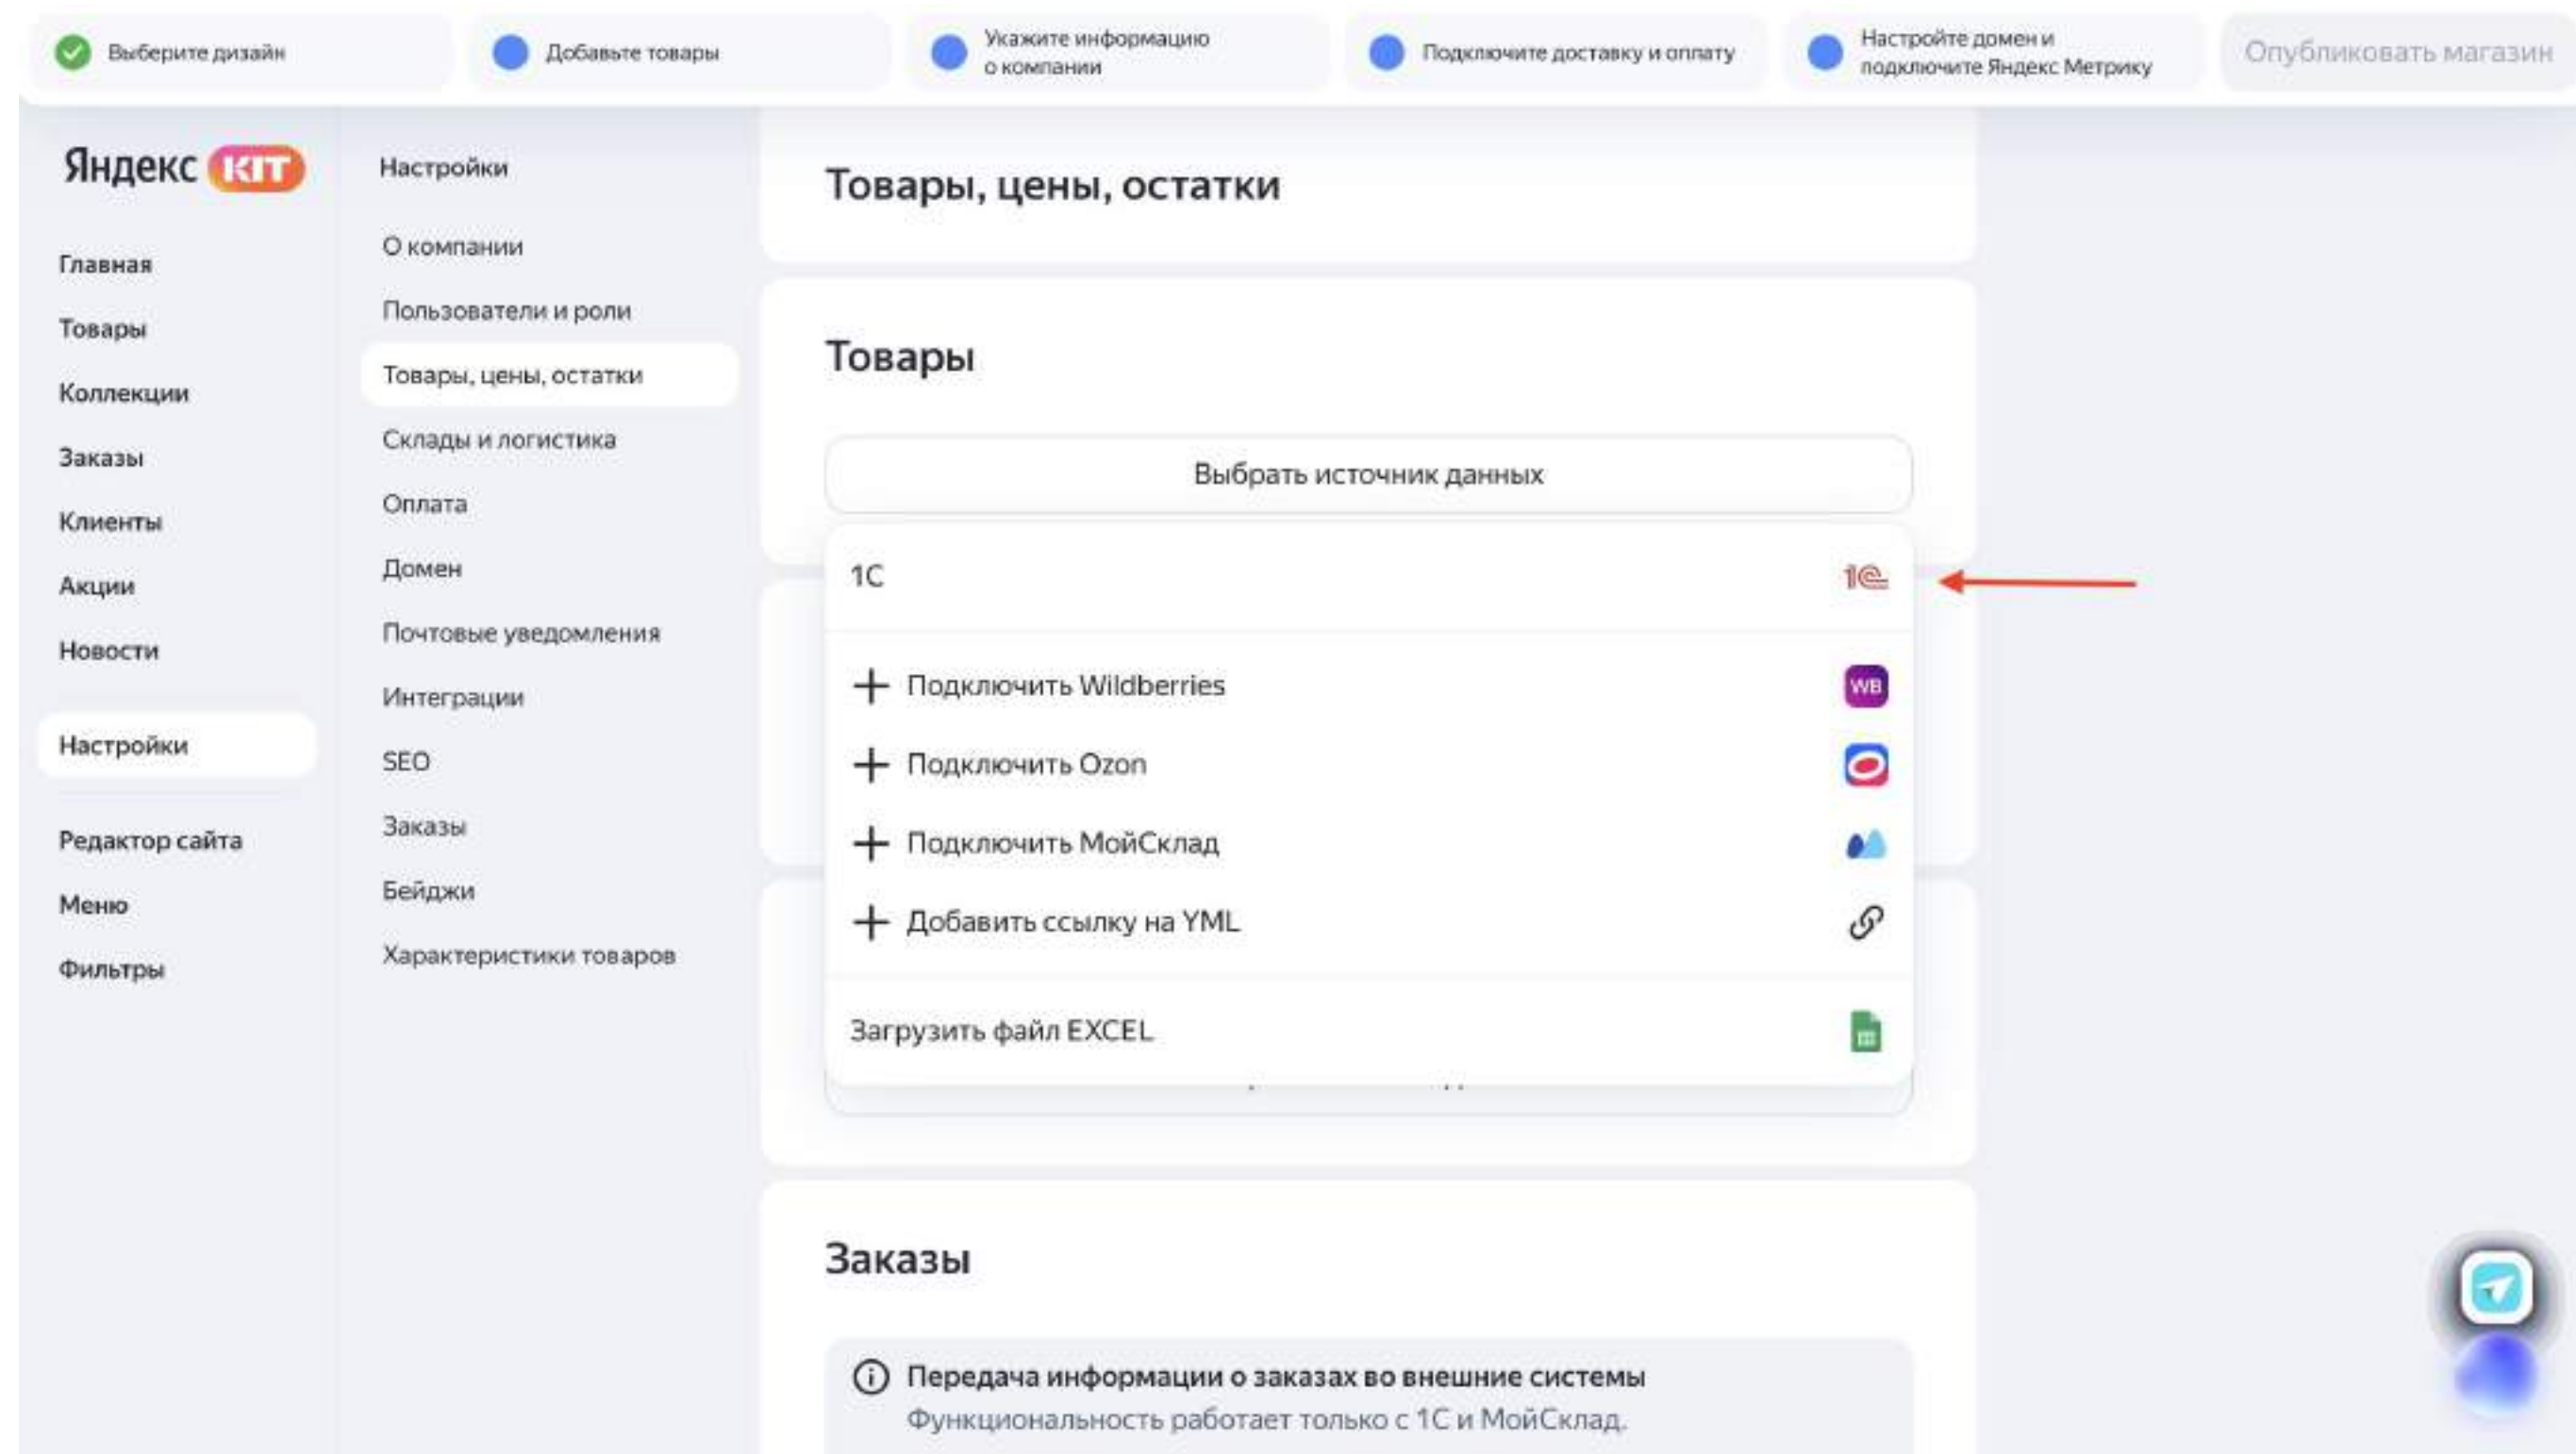 Выберите дизайн
Добавьте товары
Укажите информацию
о компании
Подключите доставку и оплату
Настройте домен и
подключите Яндекс Метрику
Опубликовать магазин
Яндекс КІТ
Главная
Товары
Коллекции
Заказы
Клиенты
Акции
Новости
Настройки
Редактор сайта
Меню
Фильтры
Настройки
О компании
Пользователи и роли
Товары, цены, остатки
Склады и логистика
Оплата
Домен
Почтовые уведомления
Интеграции
SEO
Заказы
Бейджи
Характеристики товаров
Товары, цены, остатки
Товары
Выбрать источник данных
1С
1С
Подключить Wildberries
WB
Подключить Ozon
Подключить МойСклад
Добавить ссылку на YML
Загрузить файл EXCEL
Заказы
Передача информации о заказах во внешние системы
Функциональность работает только с 1С и МойСклад.